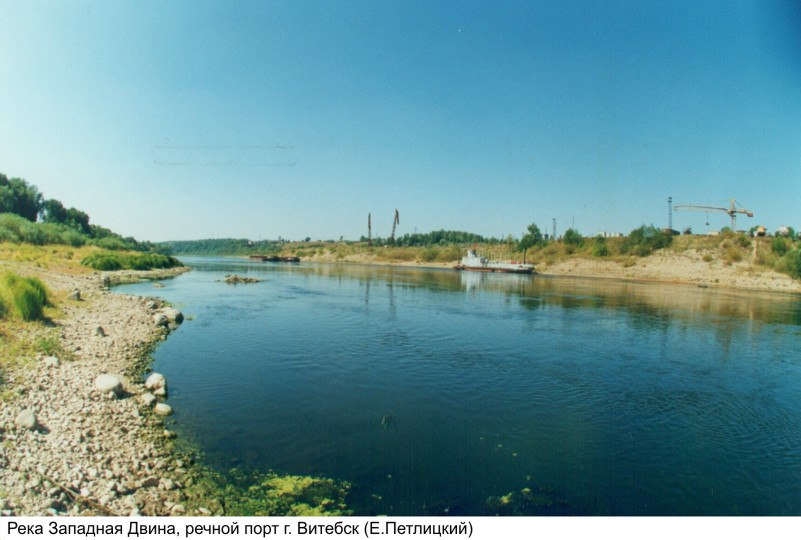 Река Западная Двина, речной порт г. Витебск (Е.Петлицкий)